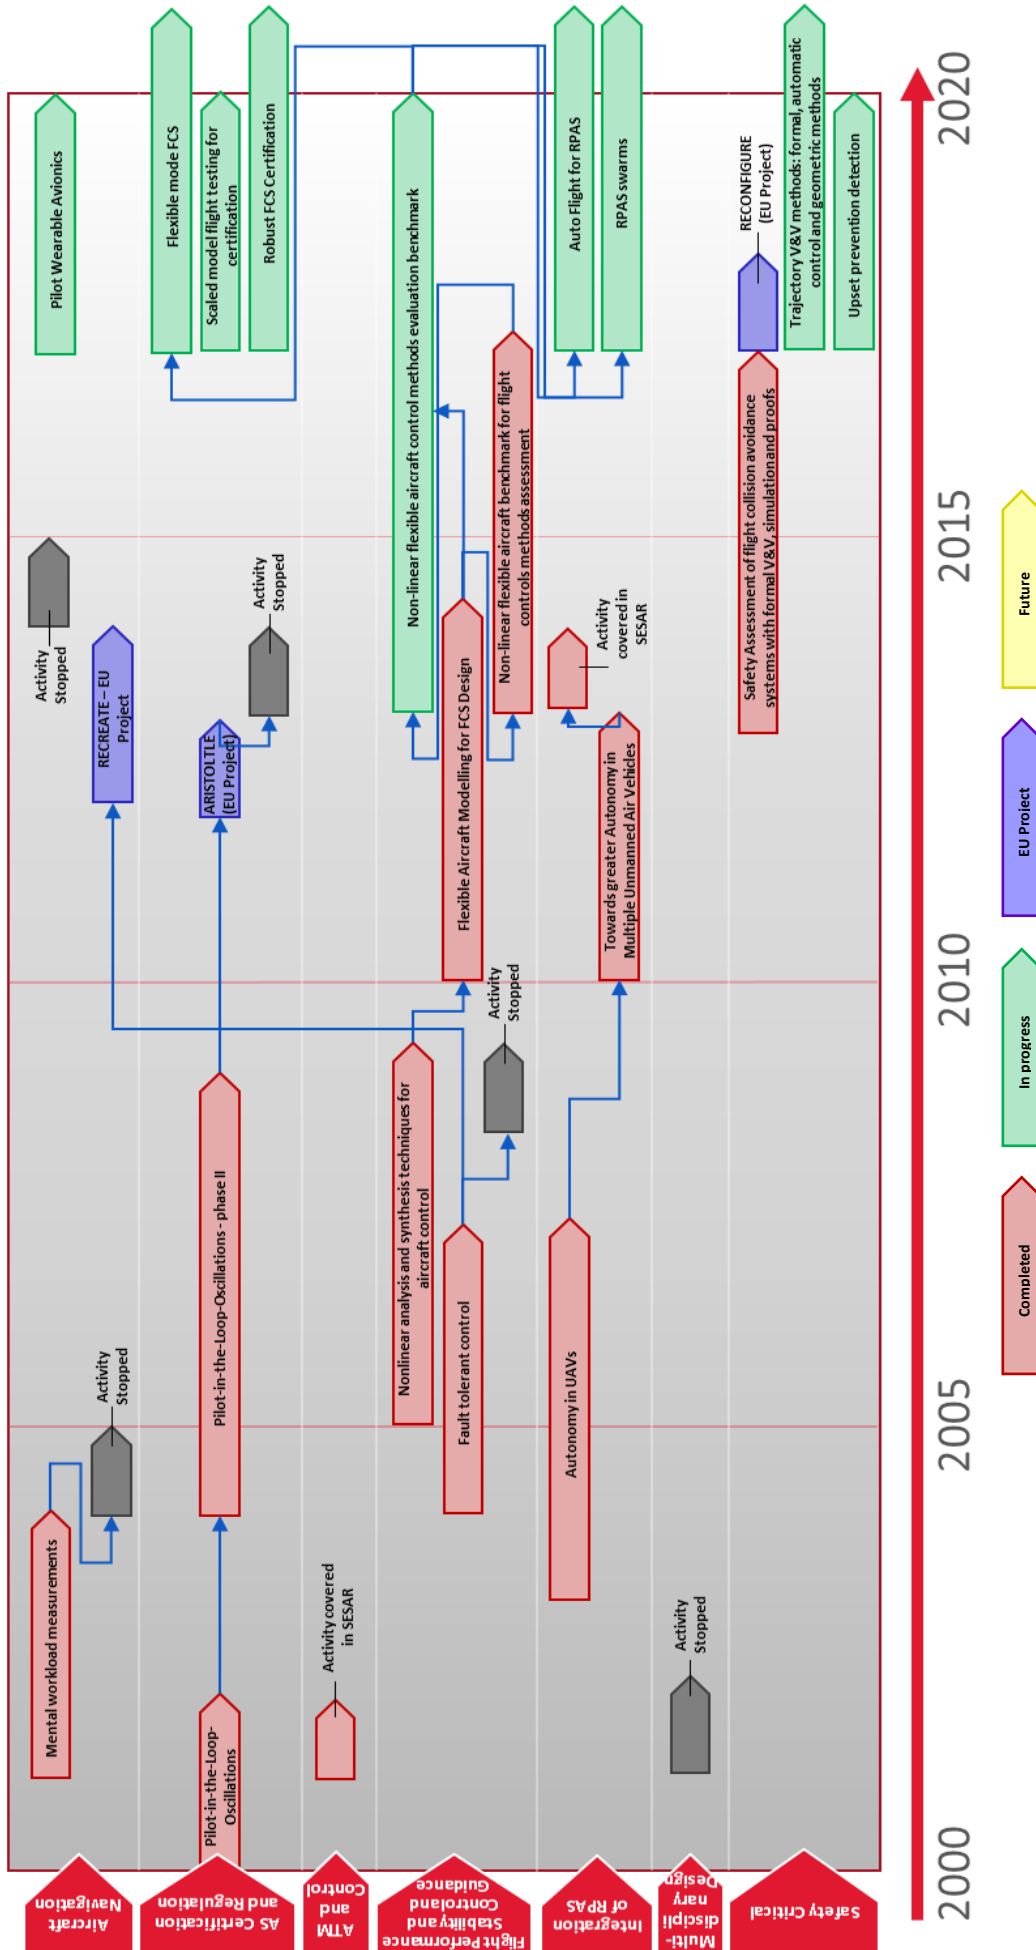 Aircraft
Navigation
Mental workload measurements
Activity
Stopped
RECREATE – EU
Project
Activity
Stopped
Pilot Wearable Avionics
AS Certification
and Regulation
Pilot-in-the-Loop-
Oscillations
Pilot-in-the-Loop-Oscillations - phase II
ARISTOLTLE
(EU Project)
Activity
Stopped
Flexible mode FCS
Scaled model flight testing for
certification
Robust FCS Certification
ATM
and
Control
Activity covered
in SESAR
Flight Performance
Stability and
Control and
Guidance
Nonlinear analysis and synthesis techniques for
aircraft control
Fault tolerant control
Activity
Stopped
Flexible Aircraft Modelling for FCS Design
Non-linear flexible aircraft control methods evaluation benchmark
Non-linear flexible aircraft benchmark for flight
controls methods assessment
Integration
of RPAS
Autonomy in UAVs
Towards greater Autonomy in
Multiple Unmanned Air Vehicles
Activity
covered in
SESAR
Auto Flight for RPAS
RPAS swarms
Multi-
discipli
nary
Design
Activity
Stopped
Safety Critical
Safety Assessment of flight collision avoidance
systems with formal V&V, simulation and proofs
RECONFIGURE
(EU Project)
Trajectory V&V methods: formal, automatic
control and geometric methods
Upset prevention detection
2000
2005
2010
2015
2020
Completed
In progress
EU Project
Future